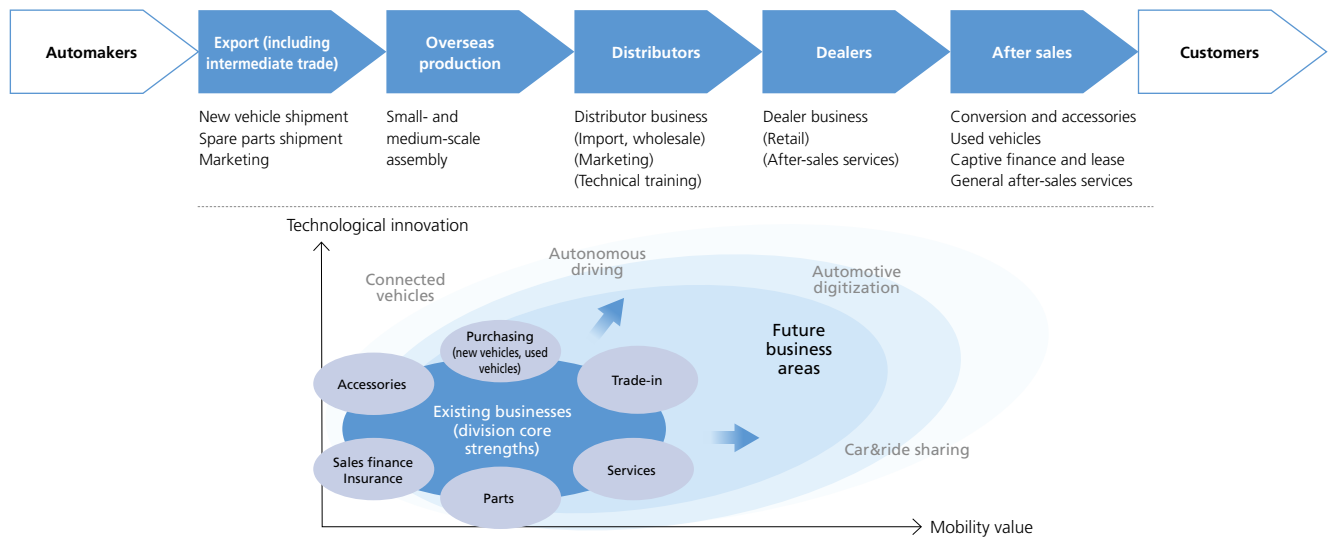 Automakers
Export (including
intermediate trade)
Overseas
production
Distributors
Dealers
After sales
Customers
New vehicle shipment
Spare parts shipment
Marketing
Small- and
medium-scale
assembly
Distributor business
(Import, wholesale)
(Marketing)
(Technical training)
Dealer business
(Retail)
(After-sales services)
Conversion and accessories
Used vehicles
Captive finance and lease
General after-sales services
Technological innovation
Connected
vehicles
Autonomous
driving
Automotive
digitization
Purchasing
(new vehicles, used
vehicles)
Future
business
areas
Accessories
Trade-in
Existing businesses
(division core
strengths)
Sales finance
Insurance
Services
Parts
Car&ride sharing
Mobility value